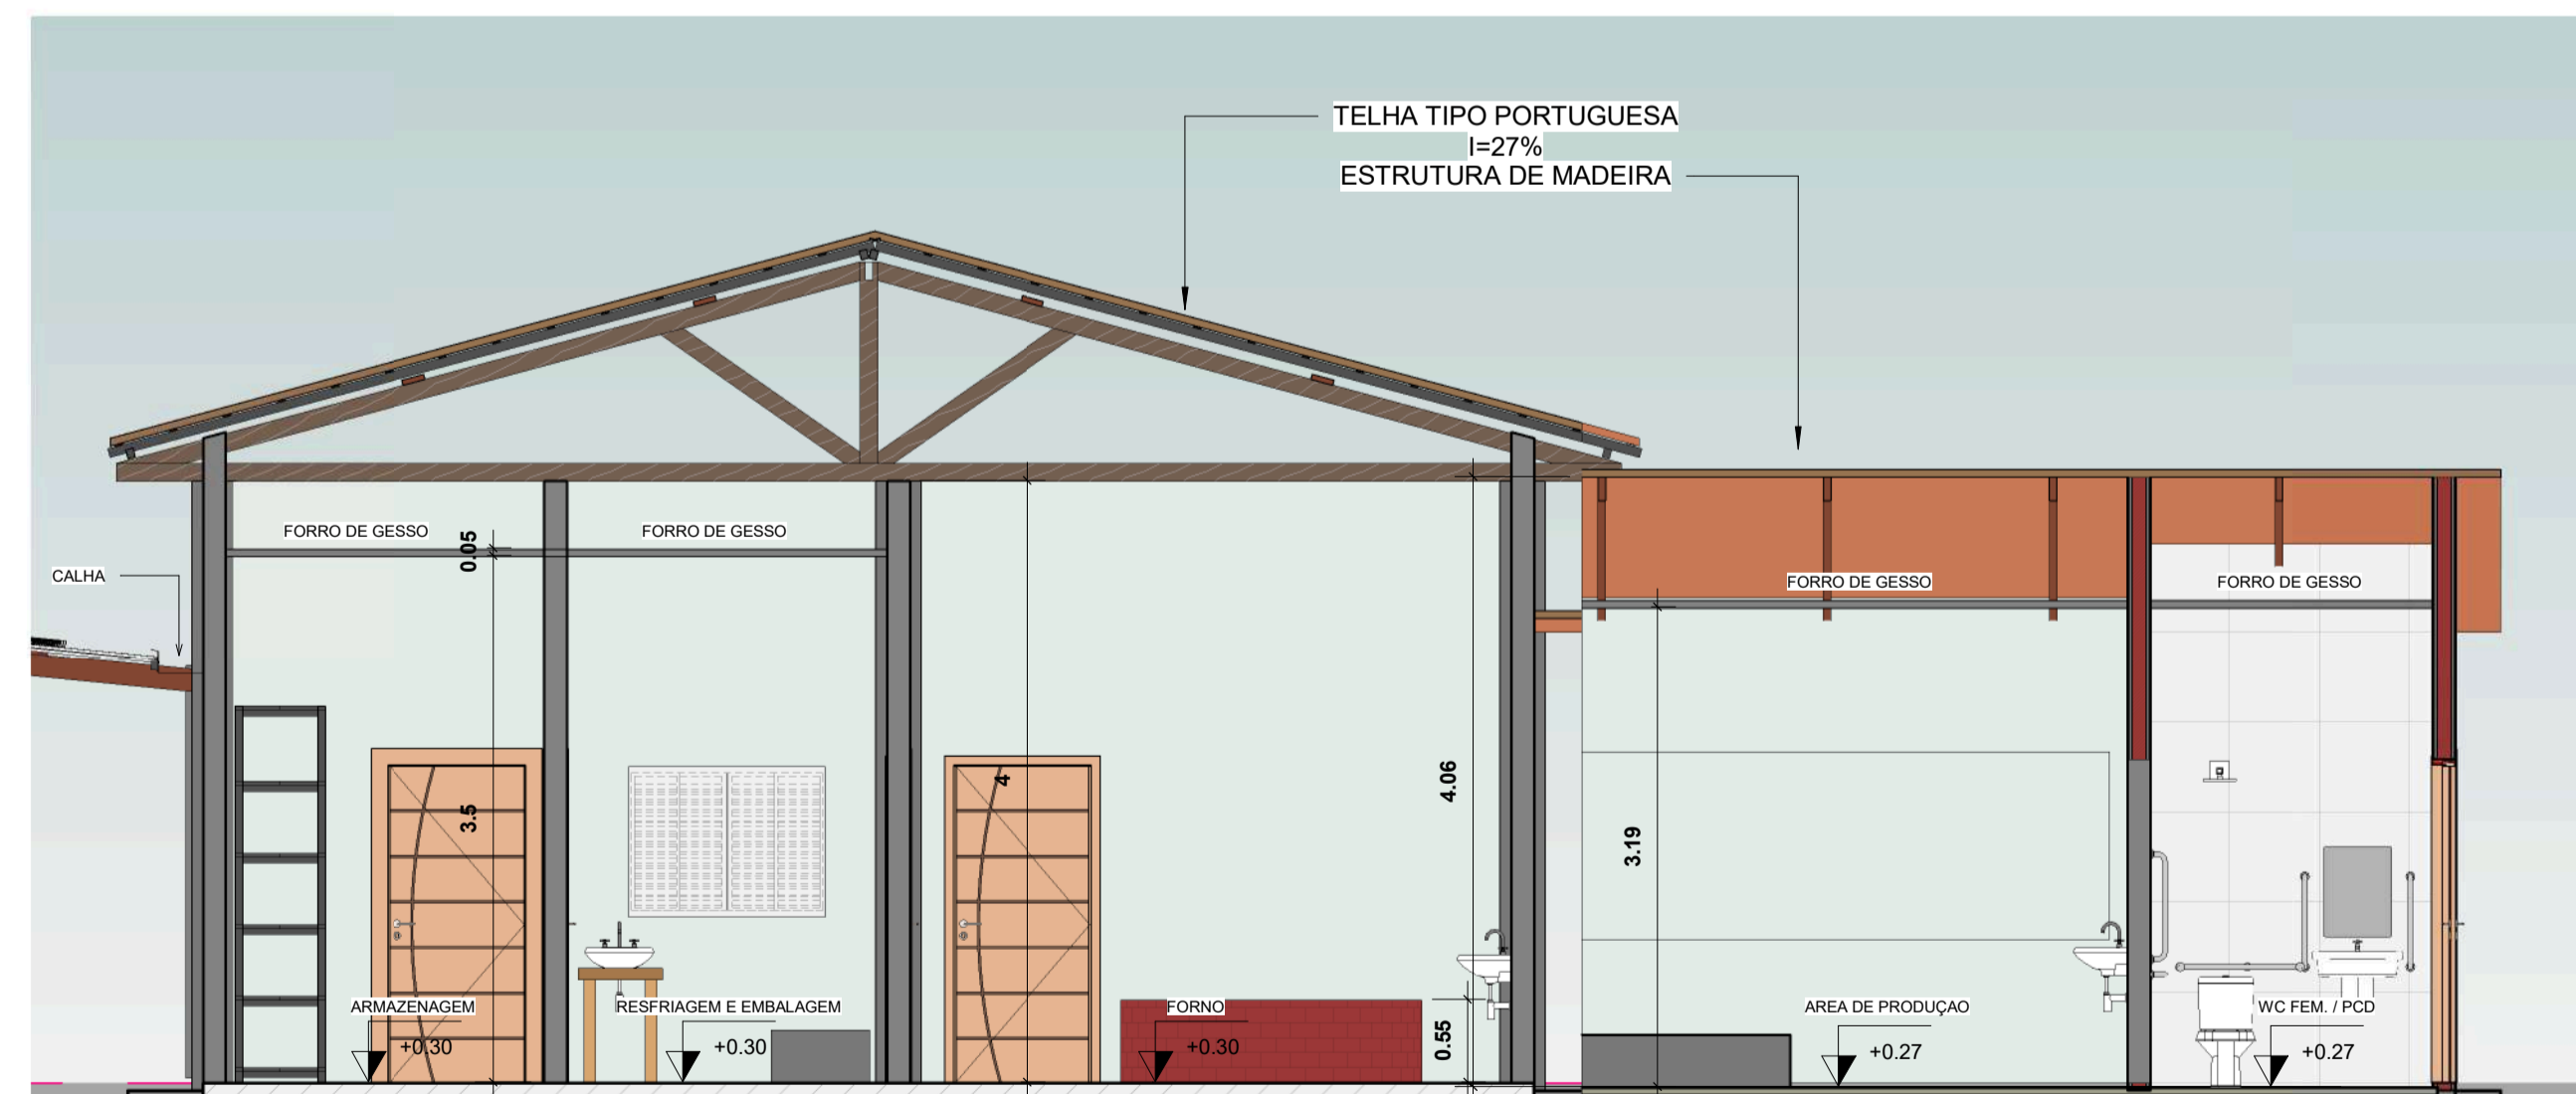 TELHA TIPO PORTUGUESA
I=27%
ESTRUTURA DE MADEIRA
FORRO DE GESSO
0.05
FORRO DE GESSO
CALHA
FORRO DE GESSO
FORRO DE GESSO
3.5
4
4.06
3.19
ARMAZENAGEM
+0.30
RESFRIAGEM E EMBALAGEM
+0.30
FORNO
+0.30
0.55
AREA DE PRODUÇAO
+0.27
WC FEM. / PCD
+0.27